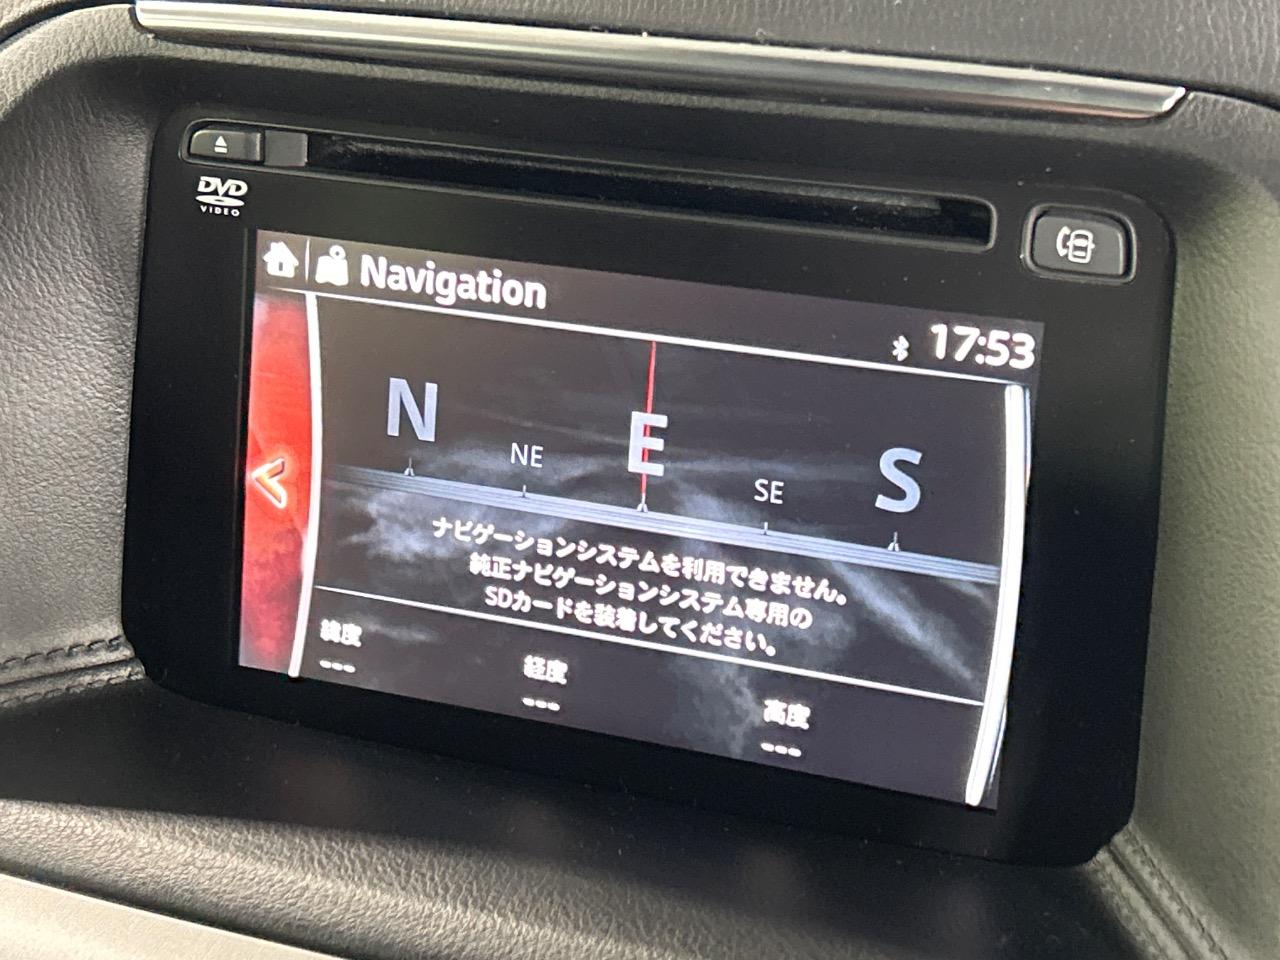 DVD
VIDEO
Navigation
17:53
N
NE
E
SE
S
ナビゲーションシステムを利用できません。
純正ナビゲーションシステム専用の
SDカードを装着してください。
緯度
経度
高度
---
---
---